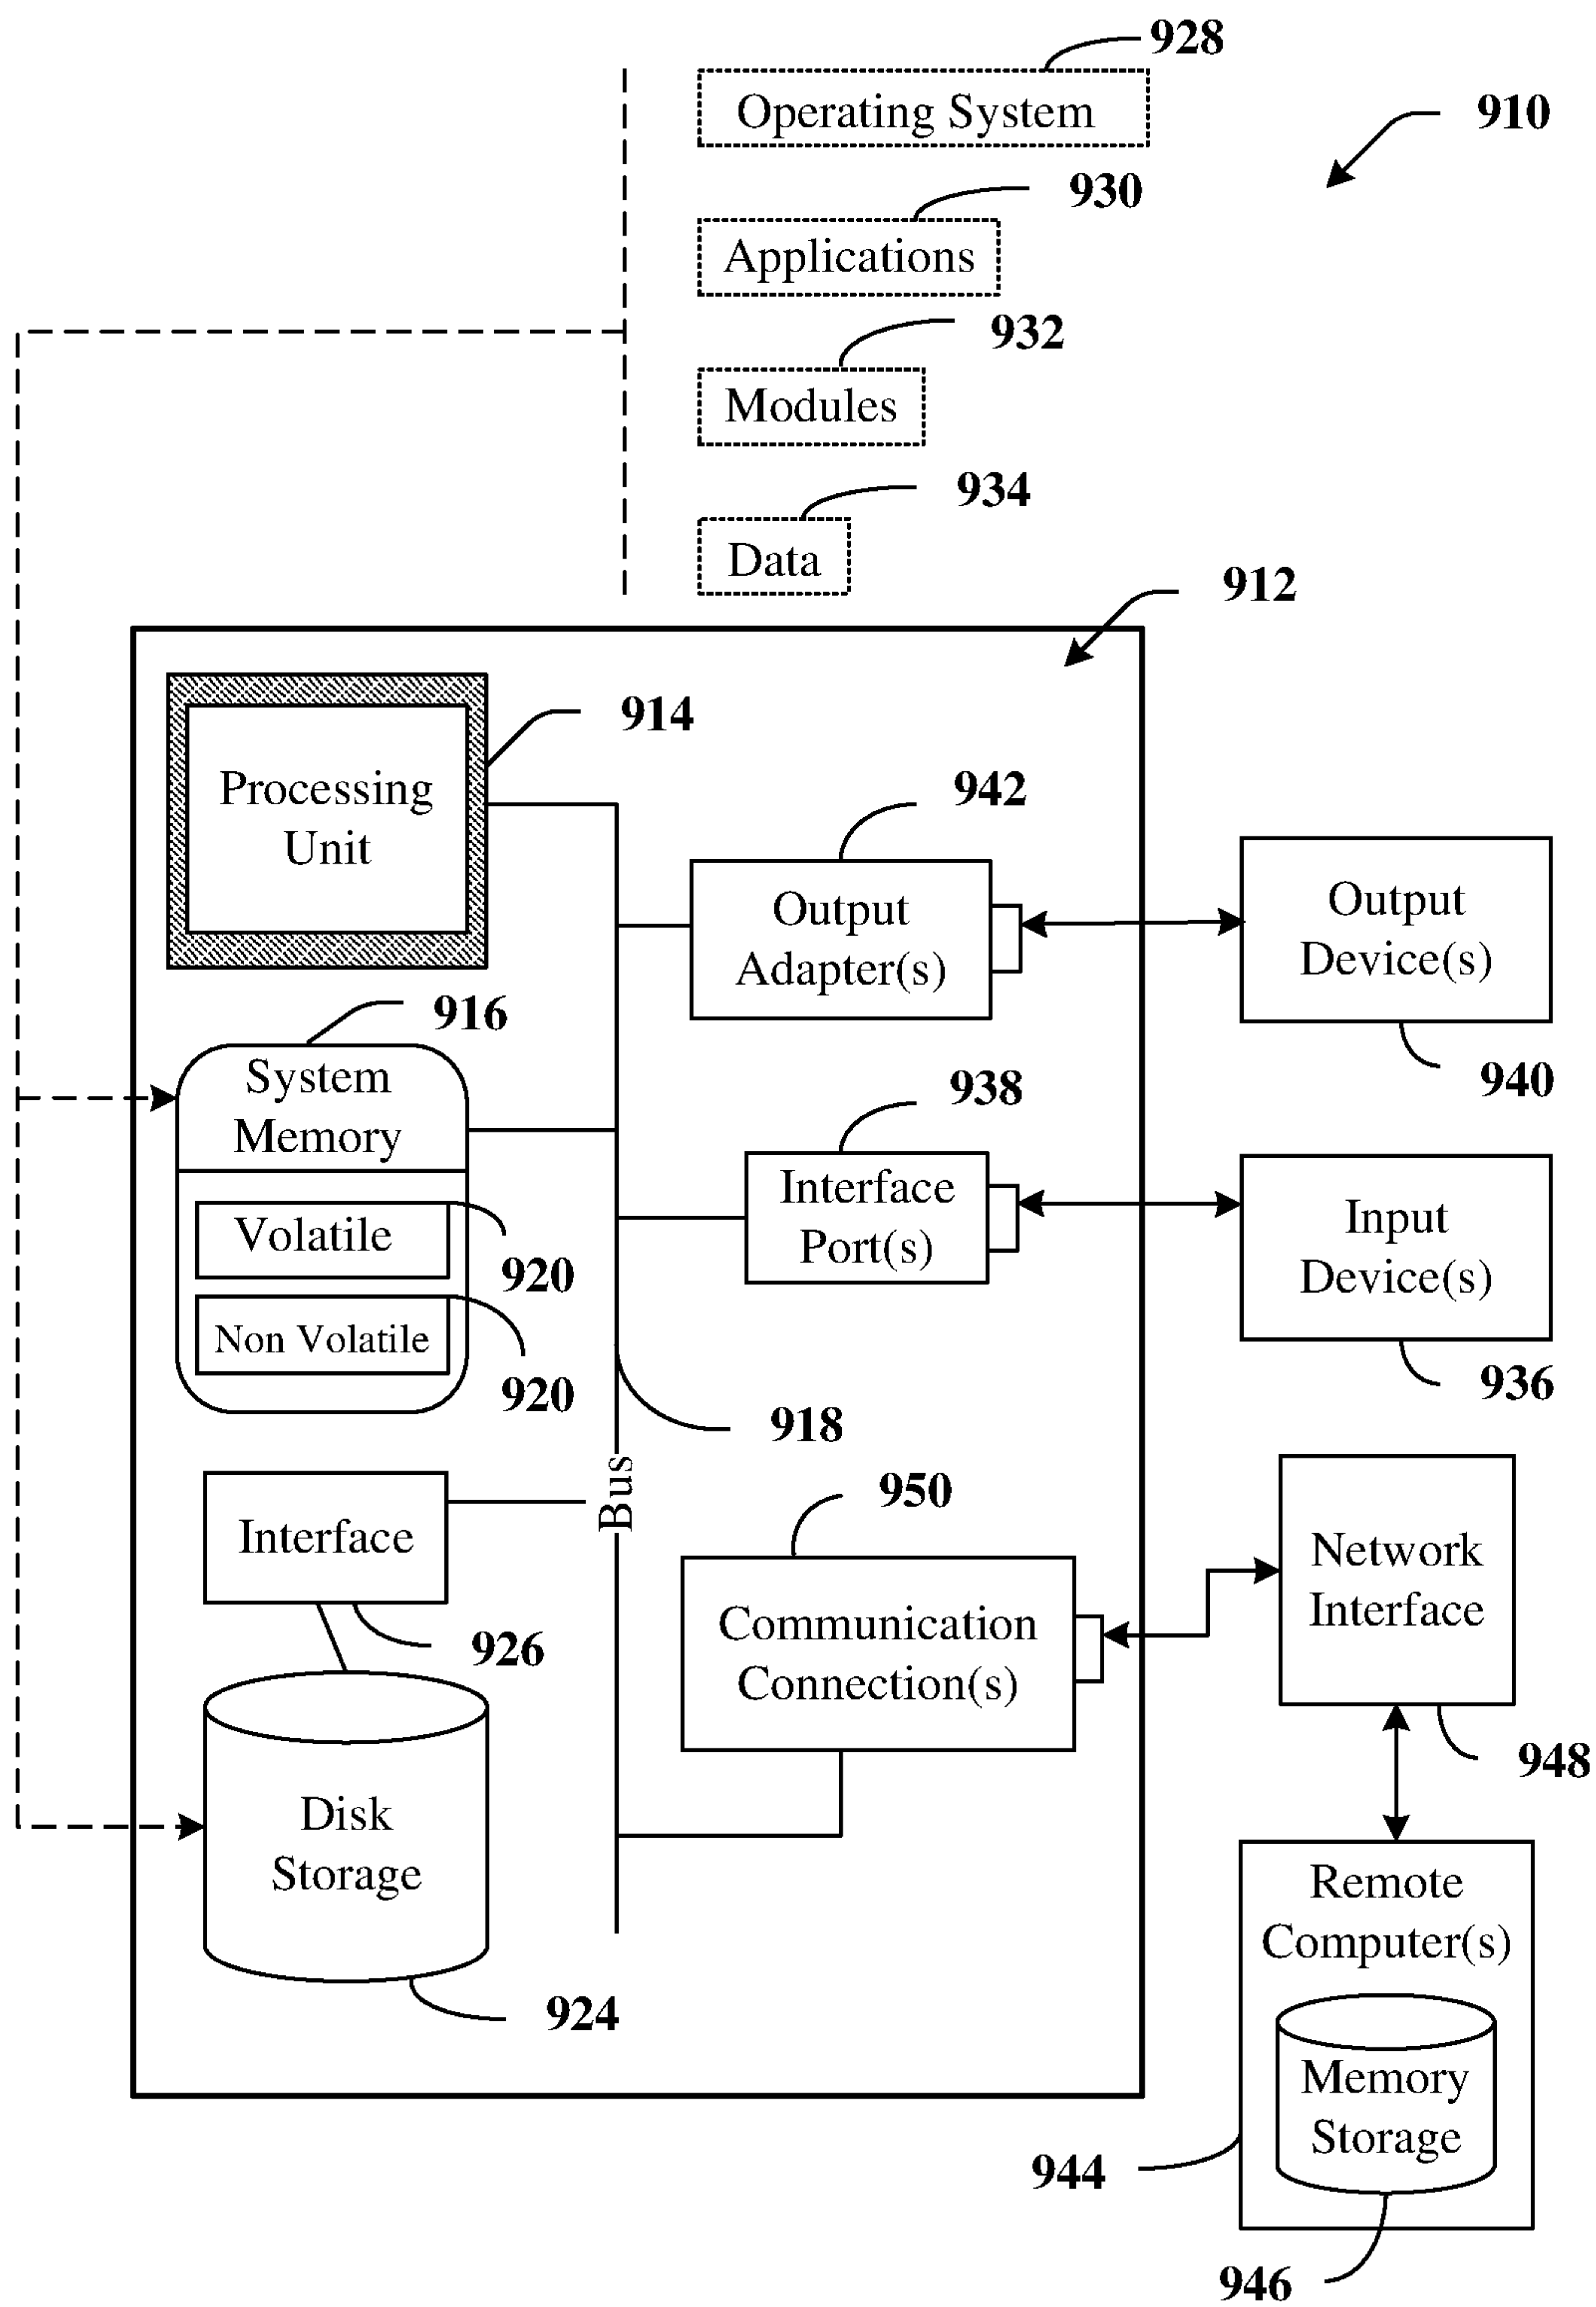 928
Operating System
910
930
Applications
932
Modules
934
Data
912
914
Processing
Unit
942
Output
Adapter(s)
Output
Device(s)
940
916
System
Memory
938
Interface
Port(s)
Input
Device(s)
936
Volatile
920
Non Volatile
920
918
Bus
Interface
926
950
Communication
Connection(s)
Network
Interface
948
Disk
Storage
924
Remote
Computer(s)
Memory
Storage
944
946